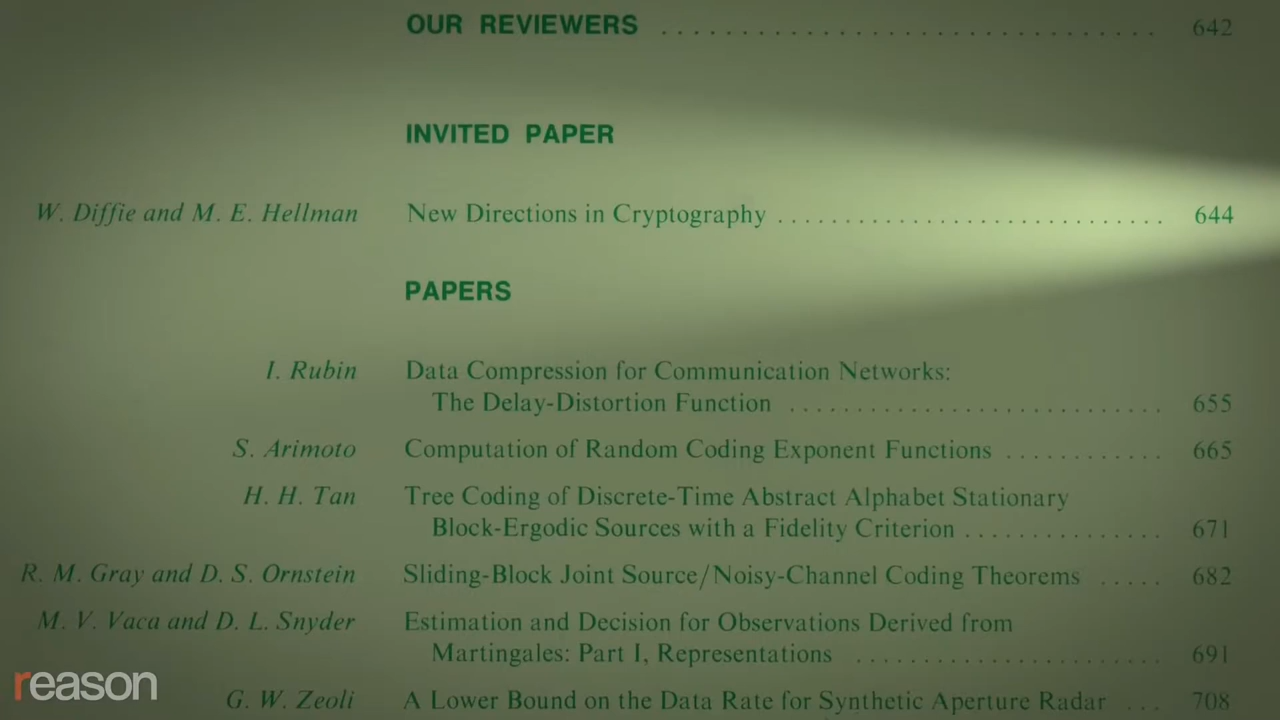 OUR REVIEWERS ................................ 642
INVITED PAPER
W. Diffie and M. E. Hellman New Directions in Cryptography .............................. 644
PAPERS
I. Rubin Data Compression for Communication Networks:
The Delay-Distortion Function ............................. 655
S. Arimoto Computation of Random Coding Exponent Functions ............ 665
H. H. Tan Tree Coding of Discrete-Time Abstract Alphabet Stationary
Block-Ergodic Sources with a Fidelity Criterion ............... 671
R. M. Gray and D. S. Ornstein Sliding-Block Joint Source/Noisy-Channel Coding Theorems ..... 682
M. V. Vaca and D. L. Snyder Estimation and Decision for Observations Derived from
Martingales: Part I, Representations ........................ 691
G. W. Zeoli A Lower Bound on the Data Rate for Synthetic Aperture Radar ... 708
reason